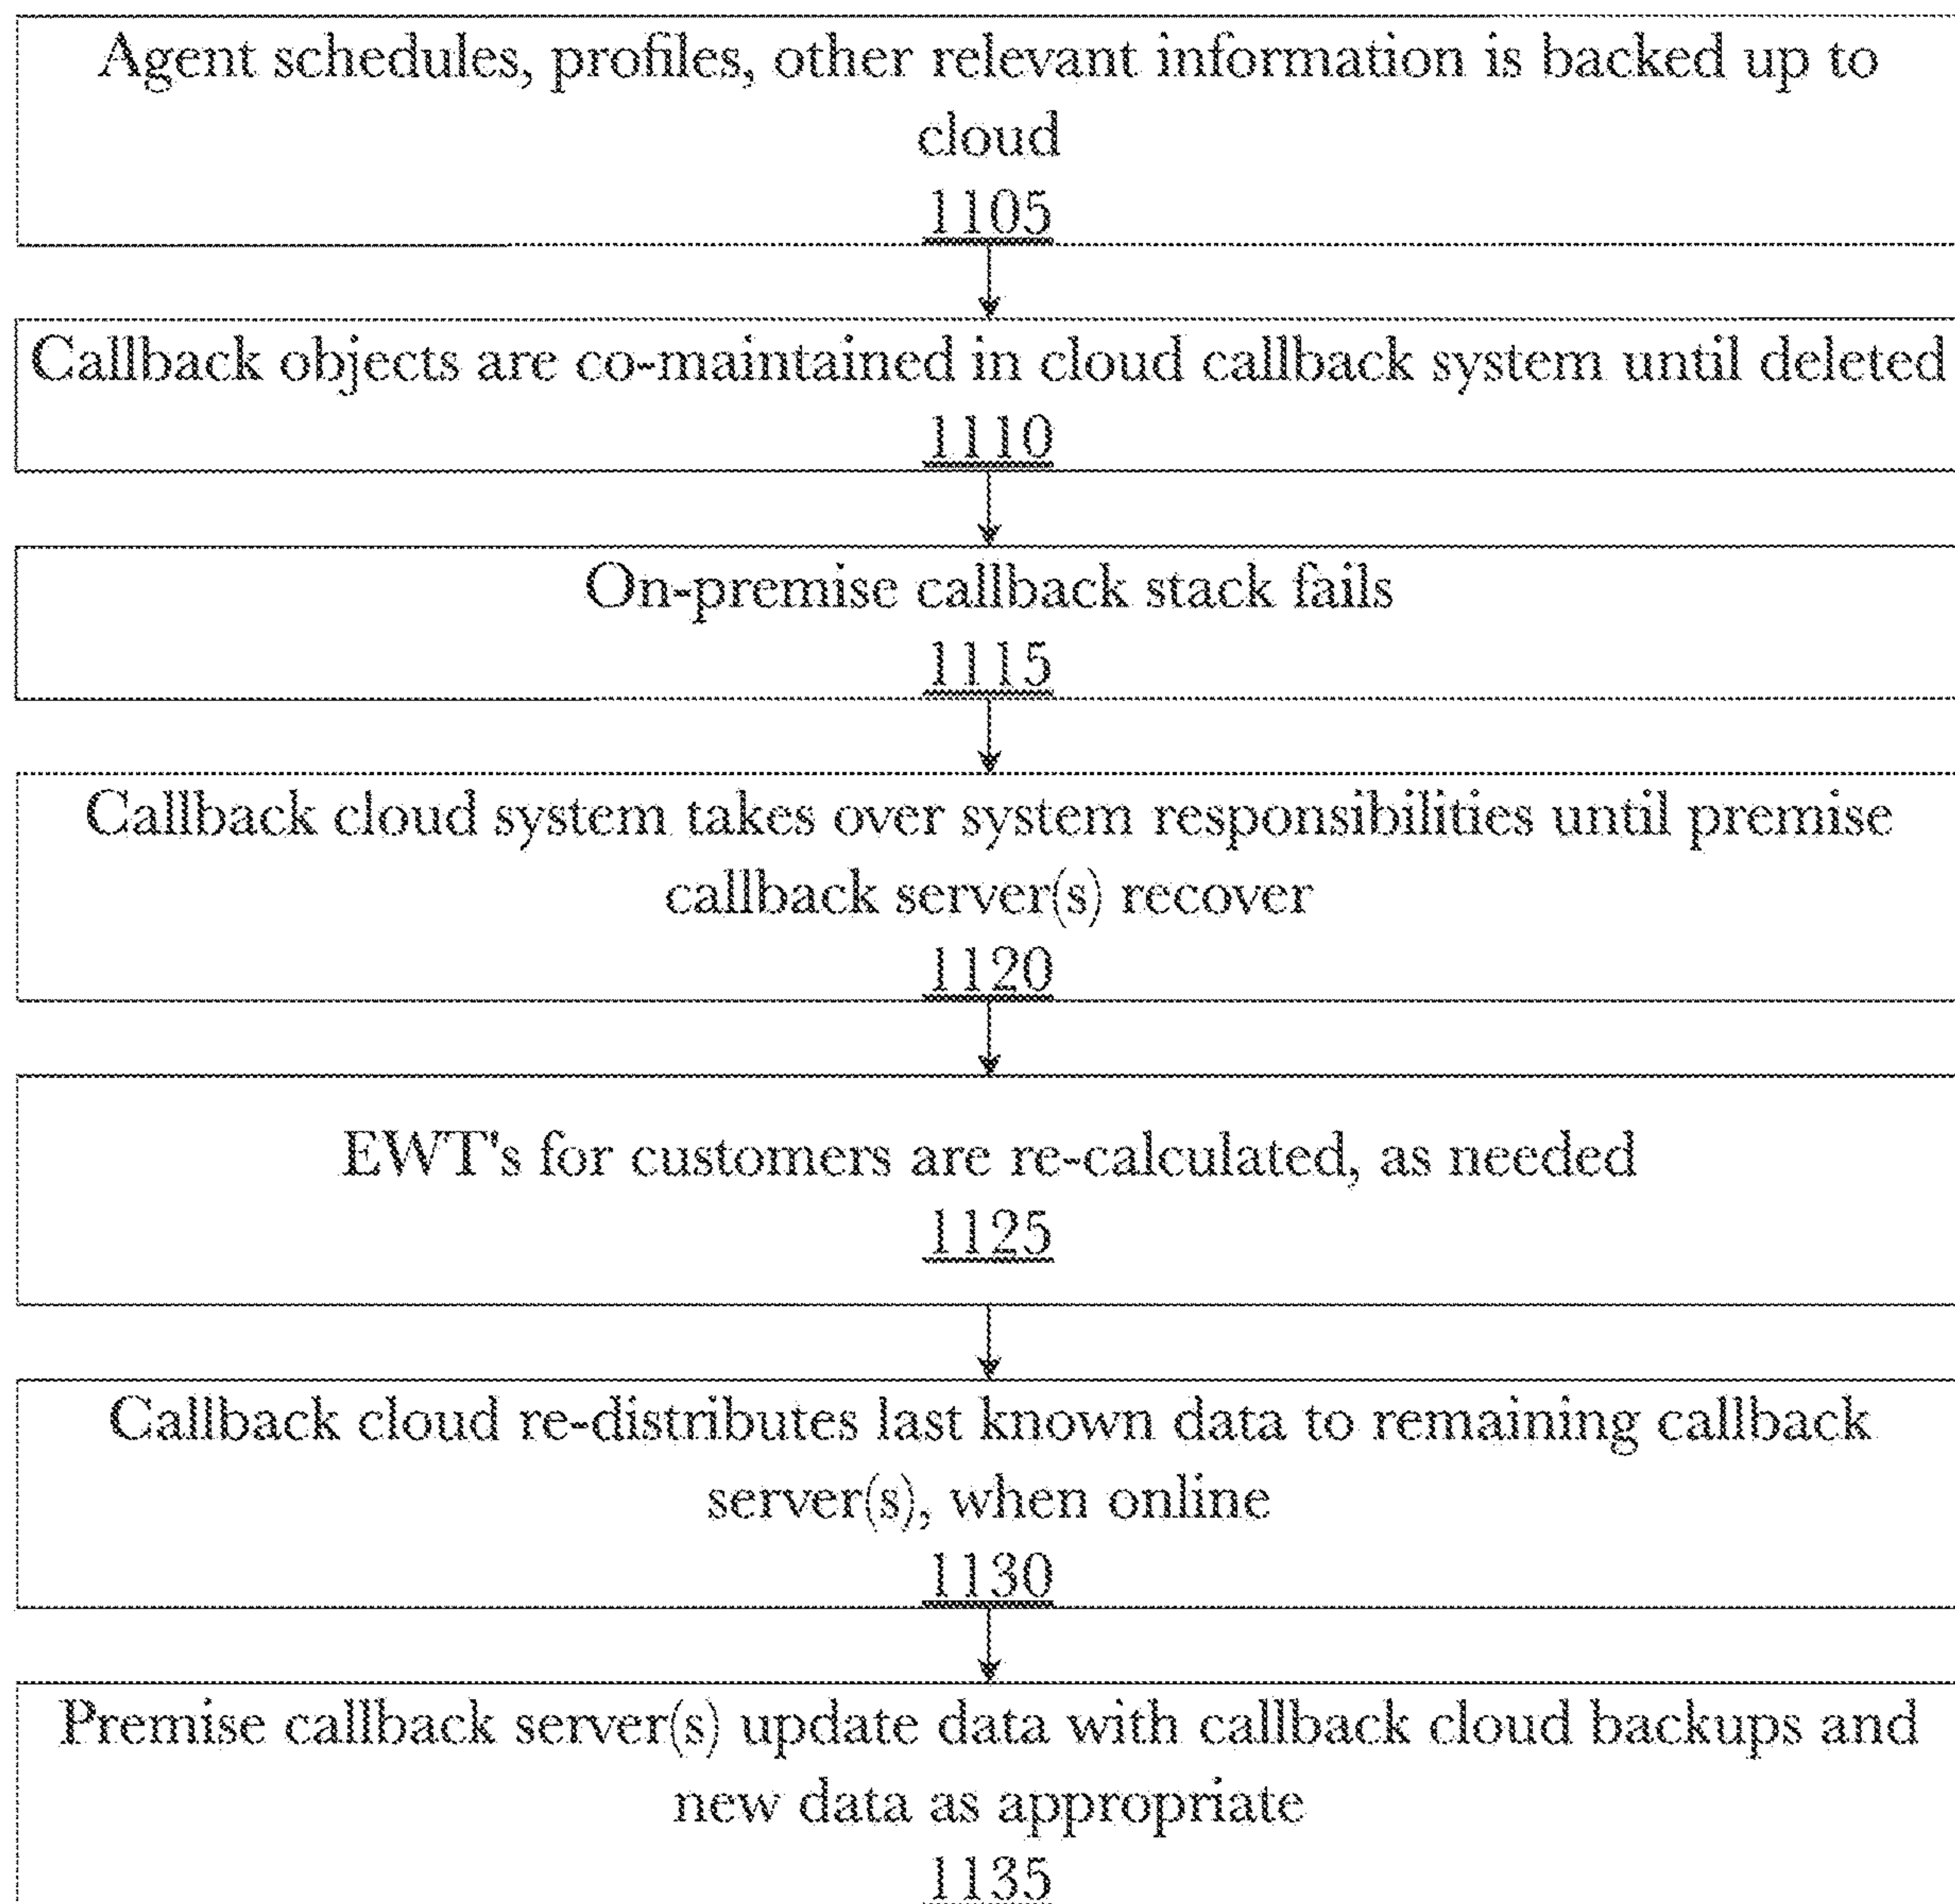 Agent schedules, profiles, other relevant information is backed up to
cloud
1105
Callback objects are co-maintained in cloud callback system until deleted
1110
On-premise callback stack fails
1115
Callback cloud system takes over system responsibilities until premise
callback server(s) recover
1120
EWT's for customers are re-calculated, as needed
1125
Callback cloud re-distributes last known data to remaining callback
server(s), when online
1130
Premise callback server(s) update data with callback cloud backups and
new data as appropriate
1135